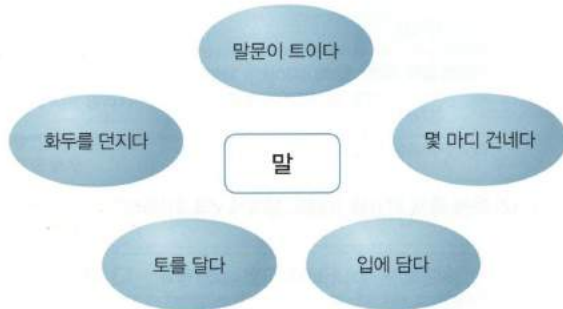 말문이 트이다
화두를 던지다
몇 마디 건네다
말
토를 달다
입에 담다